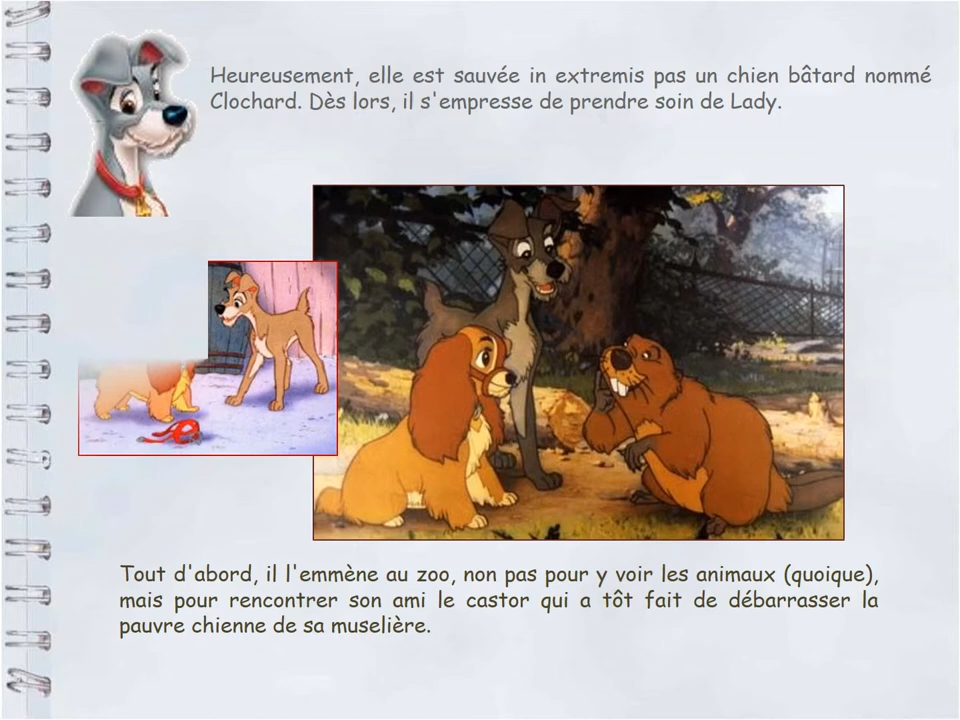 Heureusement, elle est sauvée in extremis pas un chien bâtard nommé
Clochard. Dès lors, il s'empresse de prendre soin de Lady.
Tout d'abord, il l'emmène au zoo, non pas pour y voir les animaux (quoique),
mais pour rencontrer son ami le castor qui a tôt fait de débarrasser la
pauvre chienne de sa muselière.